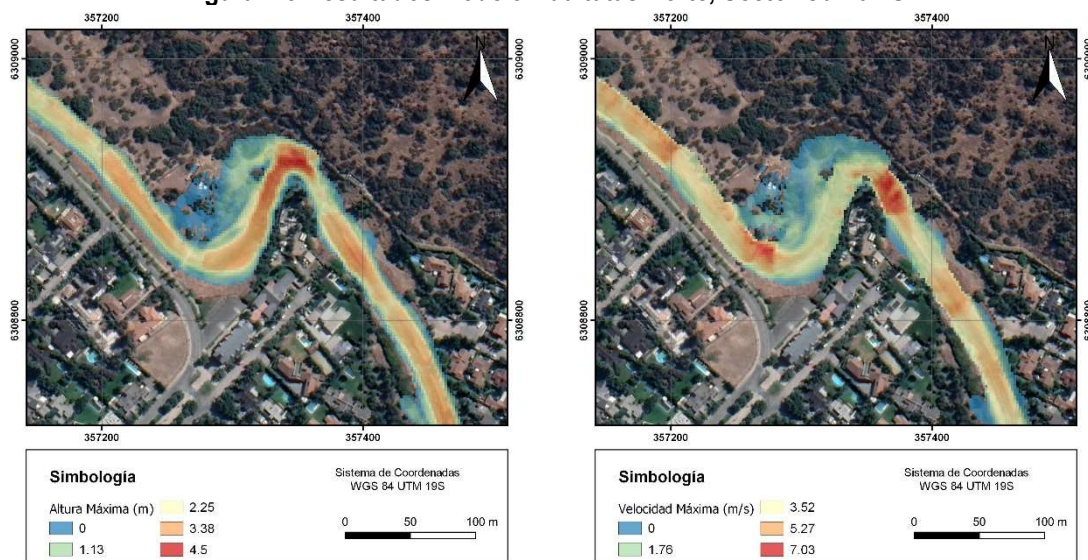 357200
357400
6309000
6308800
6309000
6308800
N
357200
357400
Simbología
Altura Máxima (m)
0
1.13
2.25
3.38
4.5
Sistema de Coordenadas
WGS 84 UTM 19S
0 50 100 m
357200
357400
6309000
6308800
N
357200
357400
Simbología
Velocidad Máxima (m/s)
0
1.76
3.52
5.27
7.03
Sistema de Coordenadas
WGS 84 UTM 19S
0 50 100 m